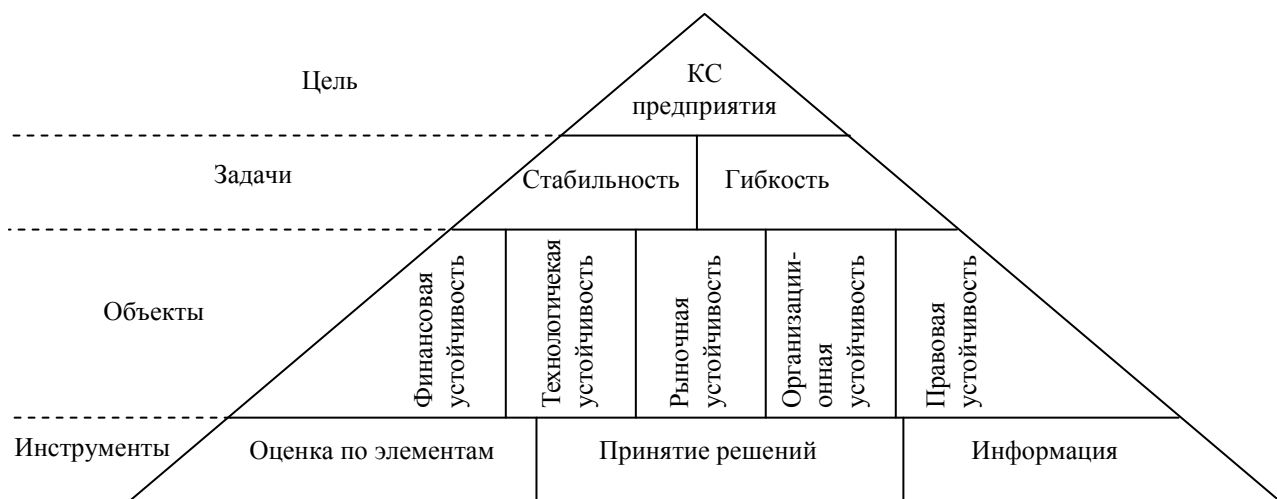 Цель
КС
предприятия
Задачи
Стабильность
Гибкость
Объекты
Финансовая
устойчивость
Технологичекая
устойчивость
Рыночная
устойчивость
Организаци-
онная
устойчивость
Правовая
устойчивость
Инструменты
Оценка по элементам
Принятие решений
Информация